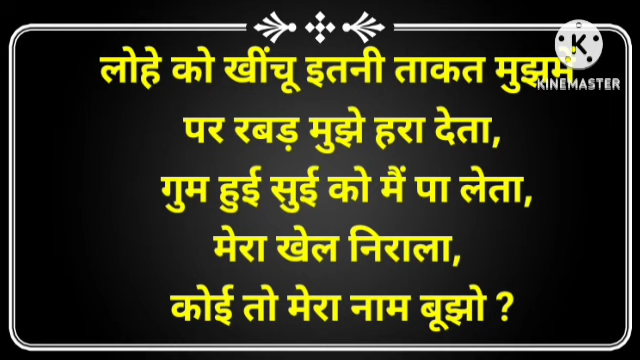 लोहे को खींचू इतनी ताकत मुझमें
पर रबड़ मुझे हरा देता,
गुम हुई सुई को मैं पा लेता,
मेरा खेल निराला,
कोई तो मेरा नाम बूझो ?
K
KINEMASTER